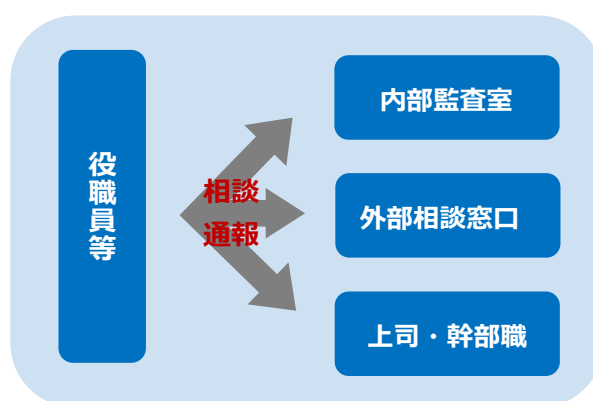 役職員等
相談
通報
内部監査室
外部相談窓口
上司・幹部職